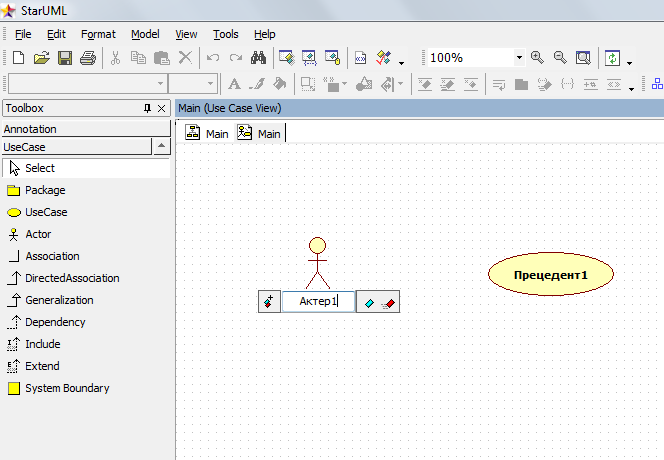 StarUML
File Edit Format Model View Tools Help
100%
Toolbox
Main (Use Case View)
Annotation
UseCase
Main Main
Select
Package
UseCase
Actor
Association
DirectedAssociation
Generalization
Dependency
Include
Extend
System Boundary
Актер1
Прецедент1